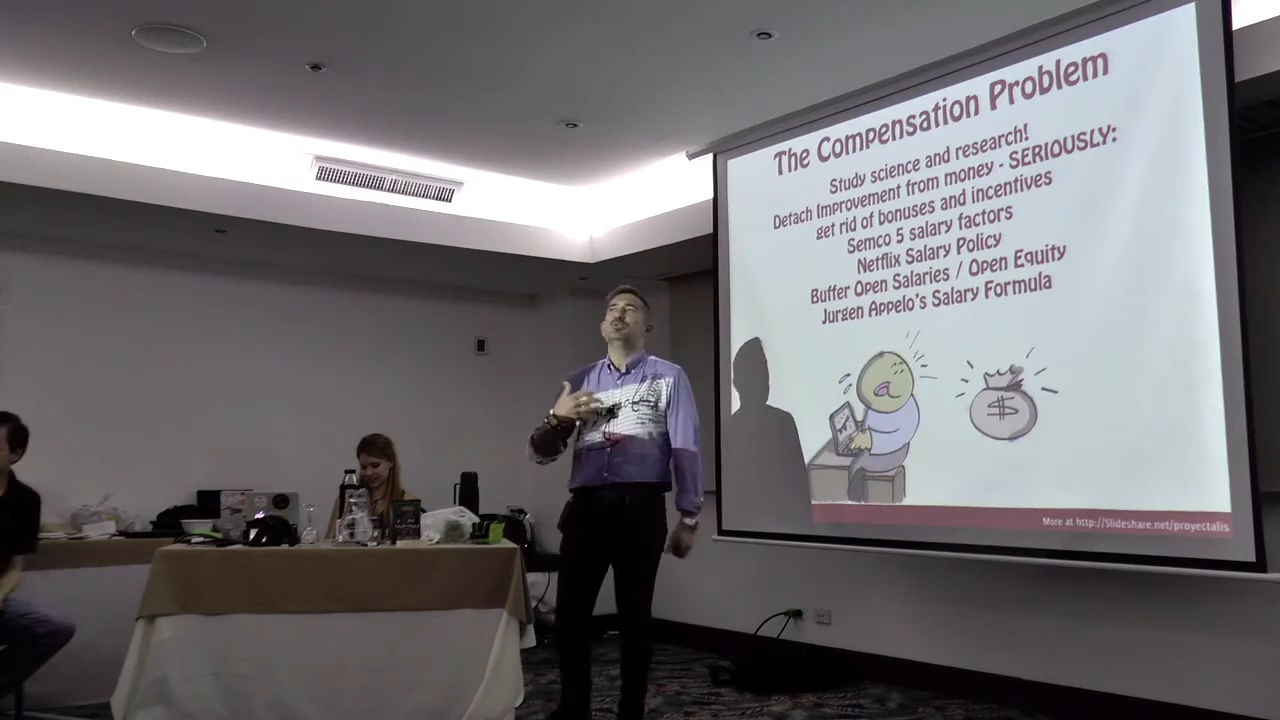 The Compensation Problem
Study science and research!
Detach Improvement from money - SERIOUSLY:
get rid of bonuses and incentives
Semco 5 salary factors
Netflix Salary Policy
Buffer Open Salaries / Open Equity
Jurgen Appelo's Salary Formula
$
More at http://Slideshare.net/proyectalis